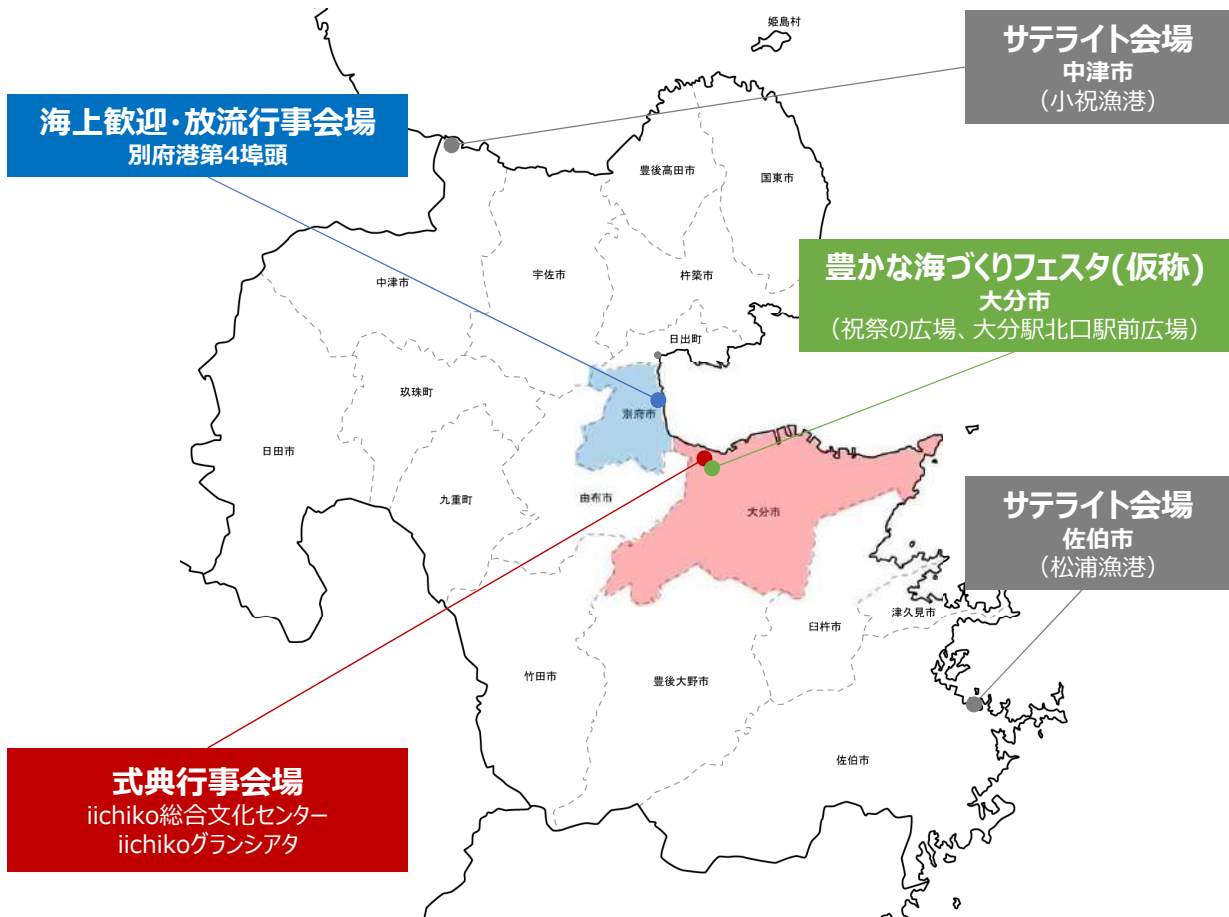 姫島村
サテライト会場
中津市
（小祝漁港）
海上歓迎・放流行事会場
別府港第4埠頭
豊後高田市
国東市
豊かな海づくりフェスタ(仮称)
大分市
（祝祭の広場、大分駅北口駅前広場）
宇佐市
杵築市
中津市
日出町
玖珠町
別府市
日田市
九重町
由布市
大分市
サテライト会場
佐伯市
（松浦漁港）
津久見市
臼杵市
竹田市
豊後大野市
佐伯市
式典行事会場
iichiko総合文化センター
iichikoグランシアタ